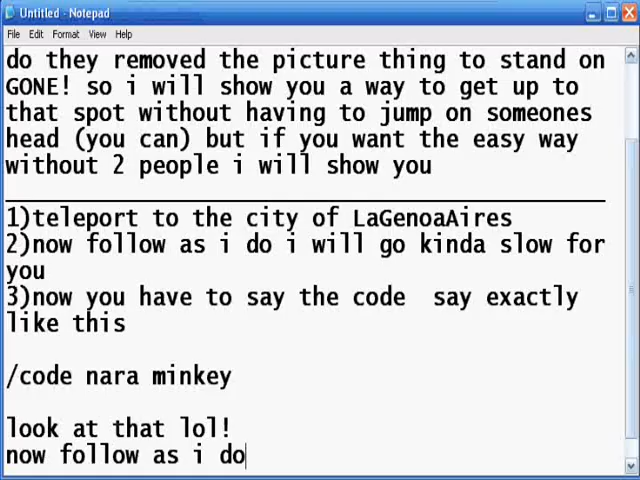 Untitled - Notepad
File Edit Format View Help
do they removed the picture thing to stand on
GONE! so i will show you a way to get up to
that spot without having to jump on someones
head (you can) but if you want the easy way
without 2 people i will show you
1)teleport to the city of LaGenoaAires
2)now follow as i do i will go kinda slow for
you
3)now you have to say the code  say exactly
like this
/code nara minkey
look at that lol!
now follow as i do